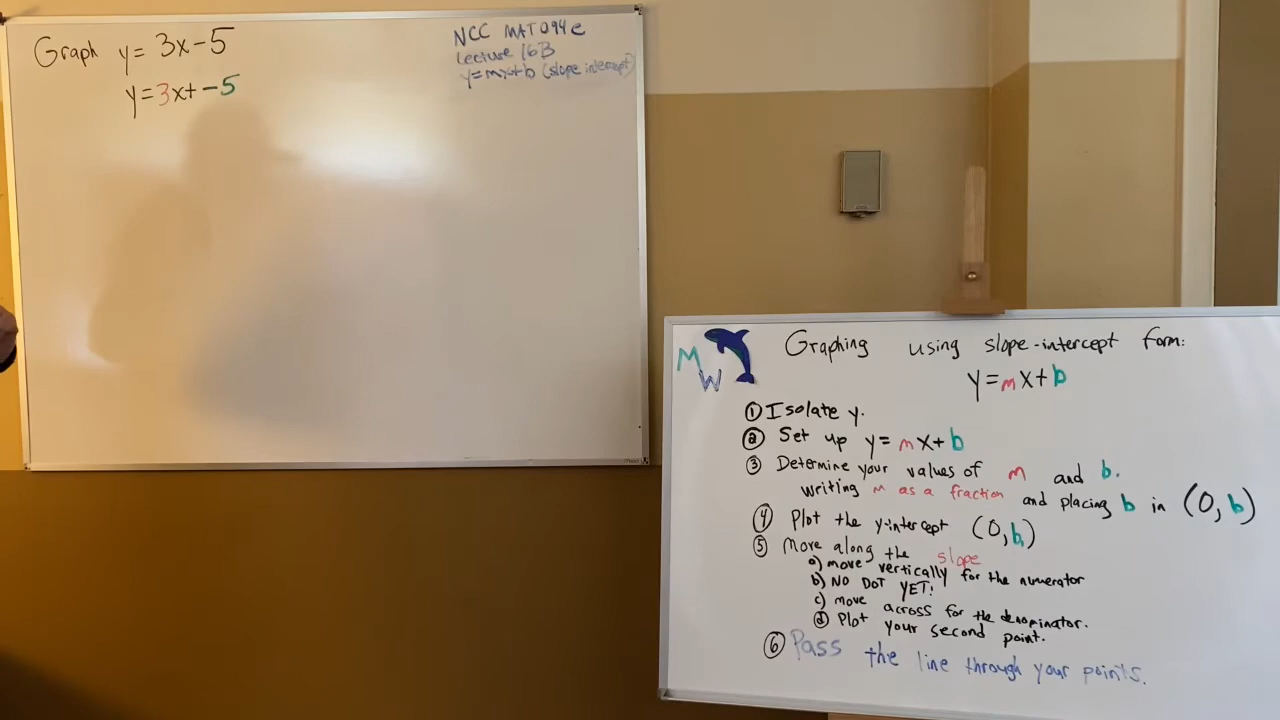 Graph y = 3x - 5
y = 3x + -5
NCC MAT094e
Lecture 16B
y=mx+b (slope intercept)
MW
Graphing using slope-intercept form:
y=mx+b
① Isolate y.
② Set up y= mx+b
③ Determine your values of m and b.
writing m as a fraction and placing b in (0, b)
④ Plot the y-intercept (0,b)
⑤ Move along the slope
a) move vertically for the numerator
b) NO DOT YET!
c) move across for the denominator.
d) Plot your second point.
⑥ Pass the line through your points.